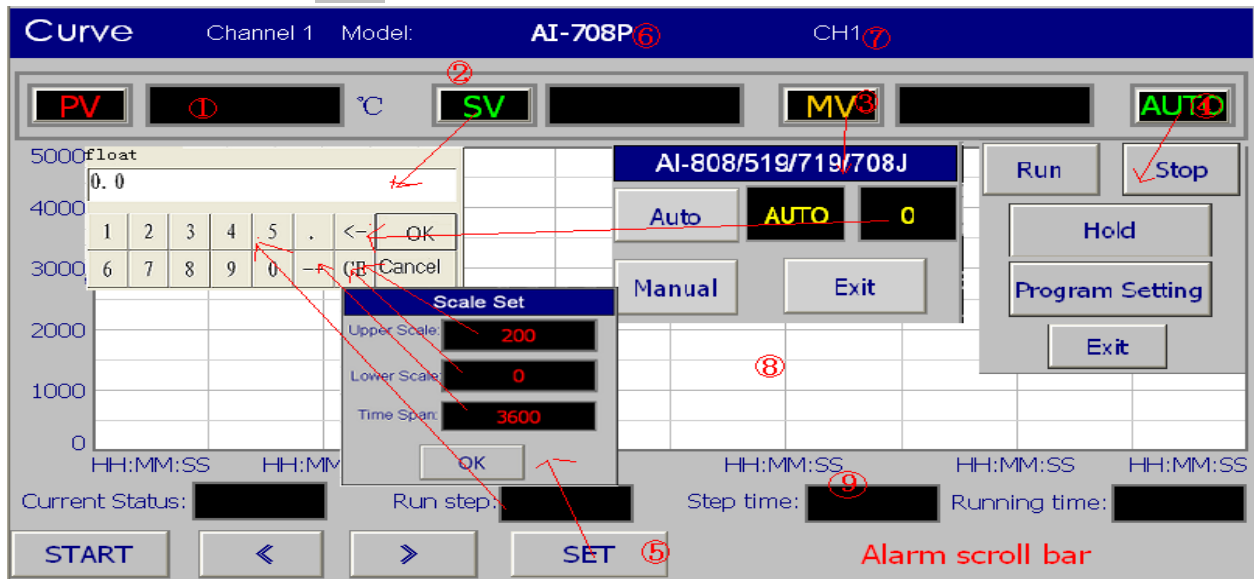 Curve Channel 1 Model: AI-708P⑥ CH1⑦
②
PV ① ℃ SV MV③ AUTO④
5000
float
0. 0
4000
1 2 3 4 .5 . <- OK
3000
6 7 8 9 0 -+ CE Cancel
2000
1000
0
AI-808/519/719/708J
Auto AUTO 0
Manual Exit
Run Stop
Hold
Program Setting
Exit
Scale Set
Upper Scale: 200
Lower Scale: 0
Time Span: 3600
OK
⑧
HH:MM:SS HH:MM HH:MM:SS HH:MM:SS HH:MM:SS
⑨
Current Status: Run step: Step time: Running time:
START « » SET ⑤ Alarm scroll bar